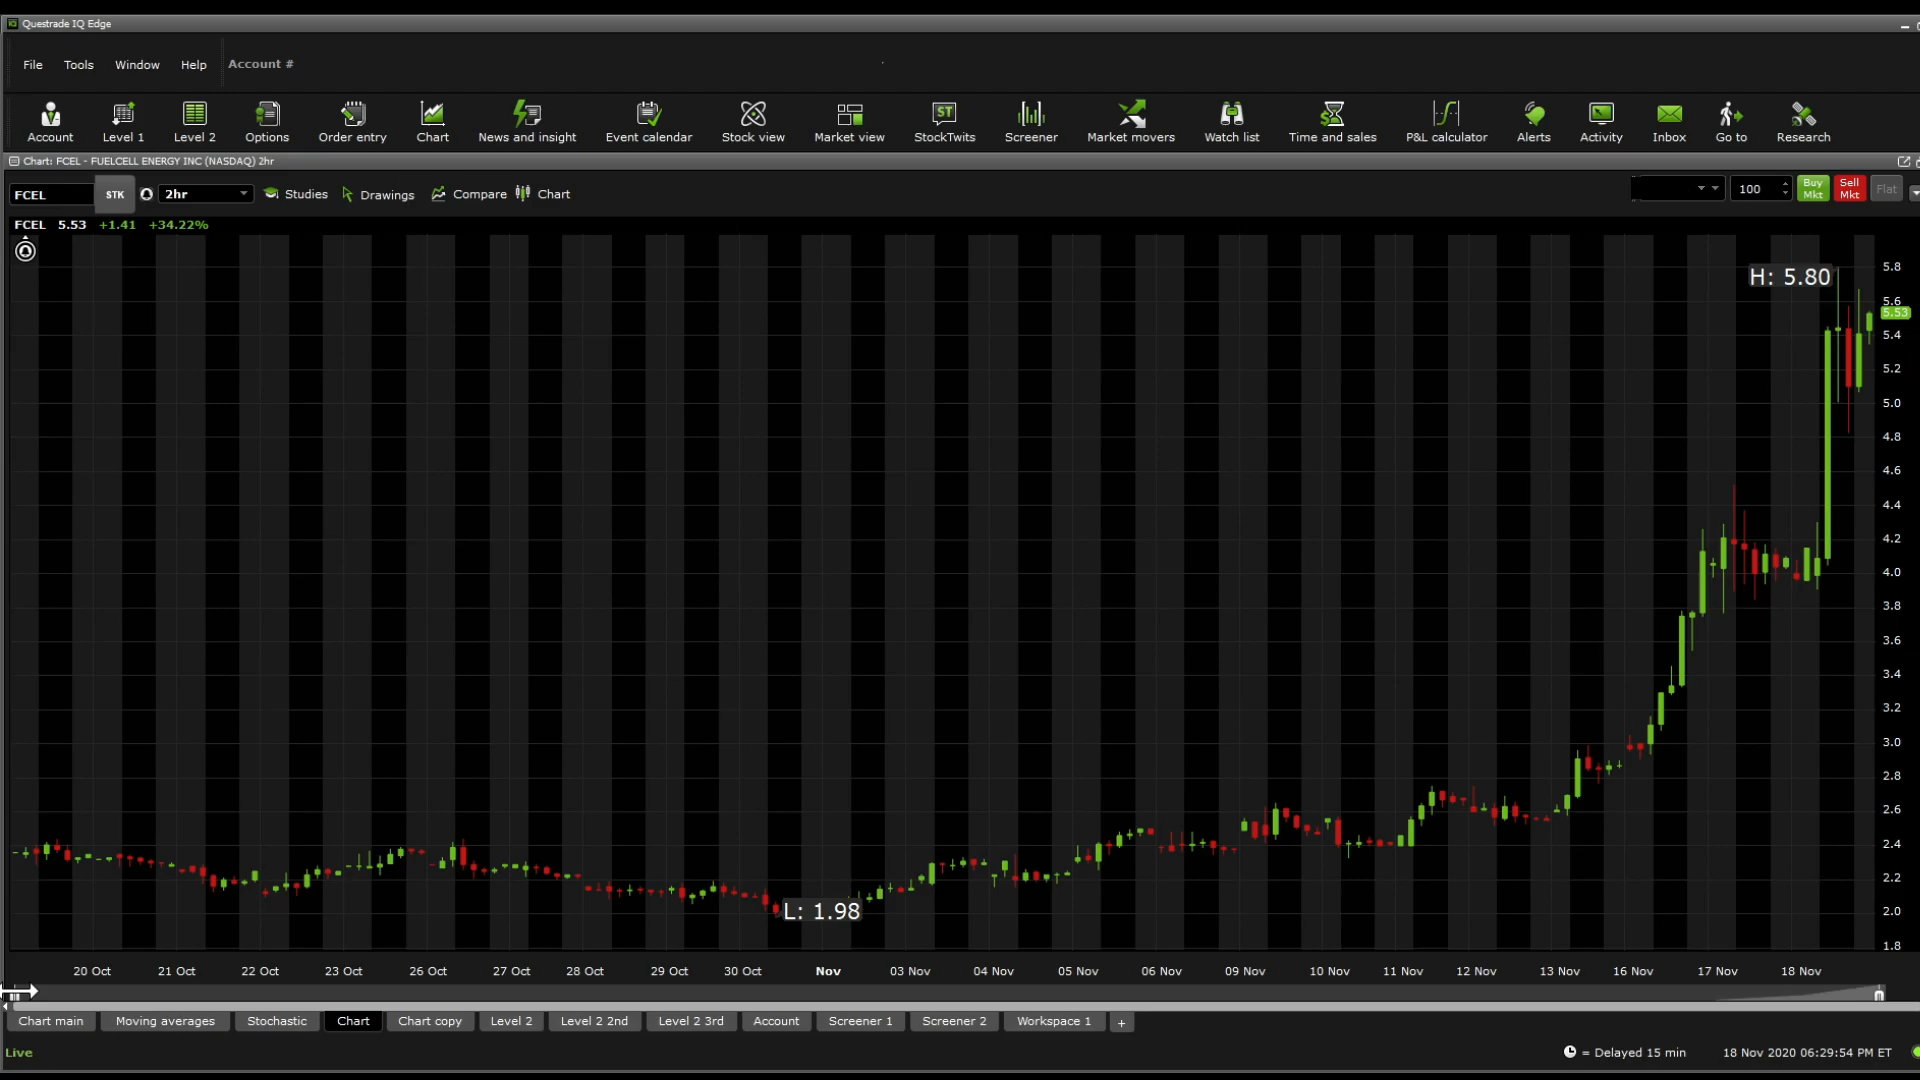 Questrade IQ Edge
File Tools Window Help Account #
Account Level 1 Level 2 Options Order entry Chart News and insight Event calendar Stock view Market view StockTwits Screener Market movers Watch list Time and sales P&L calculator Alerts Activity Inbox Go to Research
Chart: FCEL - FUELCELL ENERGY INC (NASDAQ) 2hr
FCEL STK 2hr Studies Drawings Compare Chart 100 Buy Mkt Sell Mkt Flat
FCEL 5.53 +1.41 +34.22%
5.8
H: 5.80
5.6
5.53
5.4
5.2
5.0
4.8
4.6
4.4
4.2
4.0
3.8
3.6
3.4
3.2
3.0
2.8
2.6
2.4
2.2
L: 1.98 2.0
1.8
20 Oct 21 Oct 22 Oct 23 Oct 26 Oct 27 Oct 28 Oct 29 Oct 30 Oct Nov 03 Nov 04 Nov 05 Nov 06 Nov 09 Nov 10 Nov 11 Nov 12 Nov 13 Nov 16 Nov 17 Nov 18 Nov
Chart main Moving averages Stochastic Chart Chart copy Level 2 Level 2 2nd Level 2 3rd Account Screener 1 Screener 2 Workspace 1 +
Live = Delayed 15 min 18 Nov 2020 06:29:54 PM ET